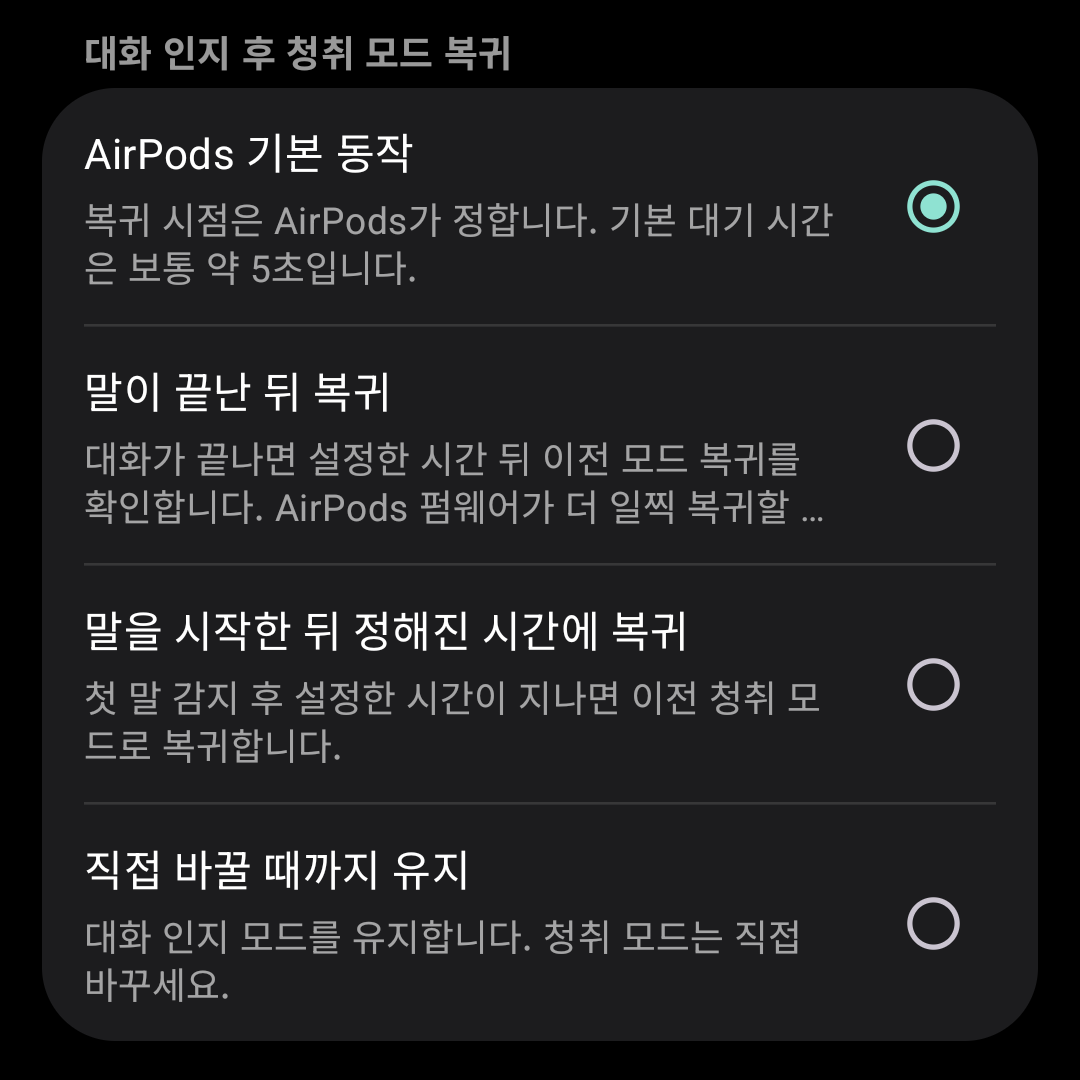 대화 인지 후 청취 모드 복귀
AirPods 기본 동작
복귀 시점은 AirPods가 정합니다. 기본 대기 시간
은 보통 약 5초입니다.
말이 끝난 뒤 복귀
대화가 끝나면 설정한 시간 뒤 이전 모드 복귀를
확인합니다. AirPods 펌웨어가 더 일찍 복귀할 ...
말을 시작한 뒤 정해진 시간에 복귀
첫 말 감지 후 설정한 시간이 지나면 이전 청취 모
드로 복귀합니다.
직접 바꿀 때까지 유지
대화 인지 모드를 유지합니다. 청취 모드는 직접
바꾸세요.